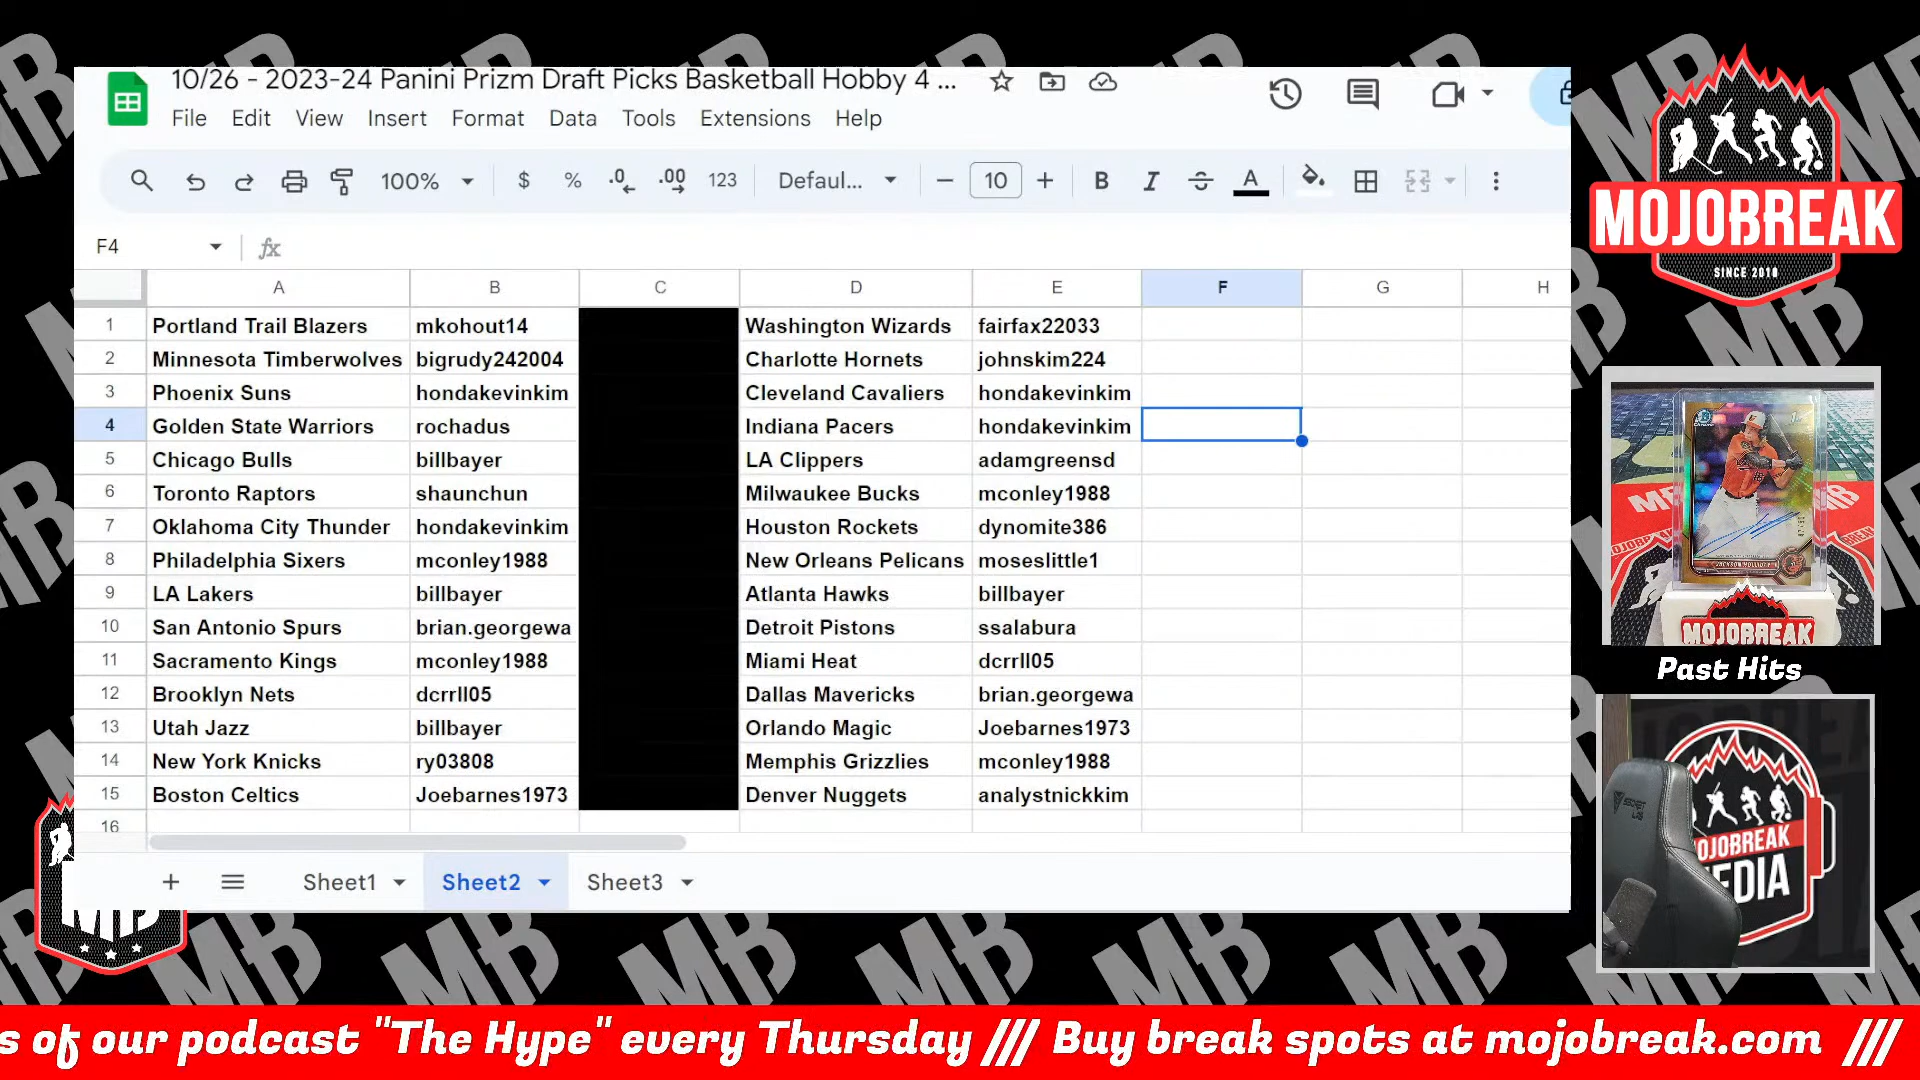 10/26 - 2023-24 Panini Prizm Draft Picks Basketball Hobby 4 ...
File Edit View Insert Format Data Tools Extensions Help
100% $ % .0 .00 123 Defaul... 10 B I A
F4 fx
A B C D E F G H
1 Portland Trail Blazers mkohout14 Washington Wizards fairfax22033
2 Minnesota Timberwolves bigrudy242004 Charlotte Hornets johnskim224
3 Phoenix Suns hondakevinkim Cleveland Cavaliers hondakevinkim
4 Golden State Warriors rochadus Indiana Pacers hondakevinkim
5 Chicago Bulls billbayer LA Clippers adamgreensd
6 Toronto Raptors shaunchun Milwaukee Bucks mconley1988
7 Oklahoma City Thunder hondakevinkim Houston Rockets dynomite386
8 Philadelphia Sixers mconley1988 New Orleans Pelicans moseslittle1
9 LA Lakers billbayer Atlanta Hawks billbayer
10 San Antonio Spurs brian.georgewa Detroit Pistons ssalabura
11 Sacramento Kings mconley1988 Miami Heat dcrrll05
12 Brooklyn Nets dcrrll05 Dallas Mavericks brian.georgewa
13 Utah Jazz billbayer Orlando Magic Joebarnes1973
14 New York Knicks ry03808 Memphis Grizzlies mconley1988
15 Boston Celtics Joebarnes1973 Denver Nuggets analystnickkim
16
Sheet1 Sheet2 Sheet3
MOJOBREAK
SINCE 2010
MOJOBREAK
Past Hits
MOJOBREAK
MEDIA
MB
s of our podcast "The Hype" every Thursday /// Buy break spots at mojobreak.com ///